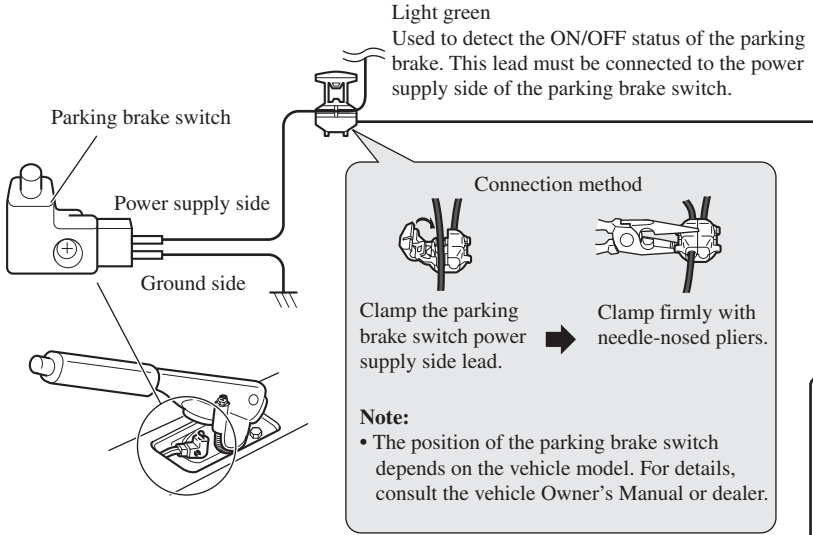 Light green
Used to detect the ON/OFF status of the parking
brake. This lead must be connected to the power
supply side of the parking brake switch.
Parking brake switch
Power supply side
Ground side
Connection method
Clamp the parking
brake switch power
supply side lead.
Clamp firmly with
needle-nosed pliers.
Note:
• The position of the parking brake switch
depends on the vehicle model. For details,
consult the vehicle Owner's Manual or dealer.